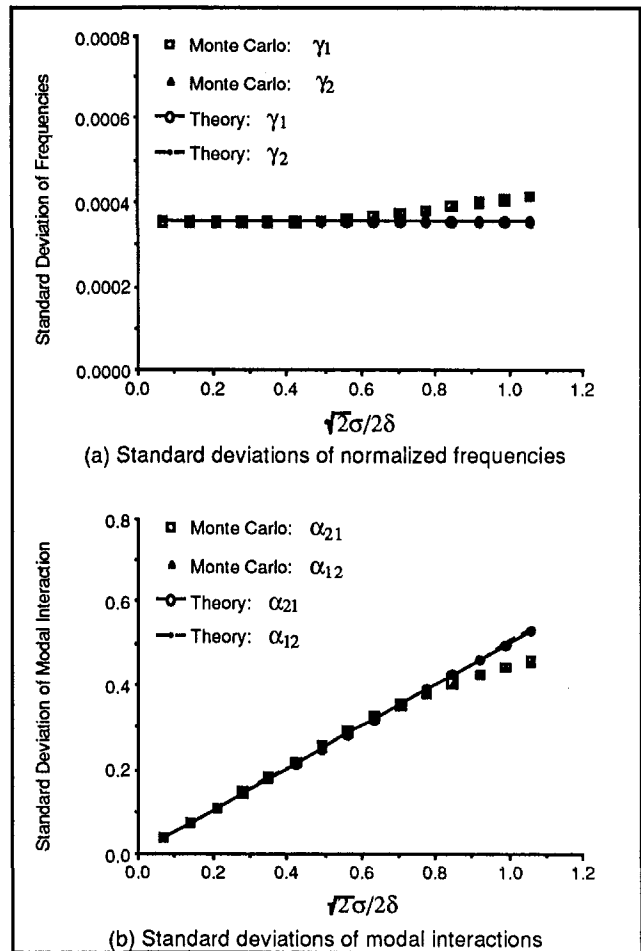 Standard Deviation of Frequencies
0.0008
0.0006
0.0004
0.0002
0.0000
Monte Carlo: γ1
Monte Carlo: γ2
Theory: γ1
Theory: γ2
0.0 0.2 0.4 0.6 0.8 1.0 1.2
√2σ/2δ
(a) Standard deviations of normalized frequencies
Standard Deviation of Modal Interaction
0.8
0.6
0.4
0.2
0.0
Monte Carlo: α21
Monte Carlo: α12
Theory: α21
Theory: α12
0.0 0.2 0.4 0.6 0.8 1.0 1.2
√2σ/2δ
(b) Standard deviations of modal interactions